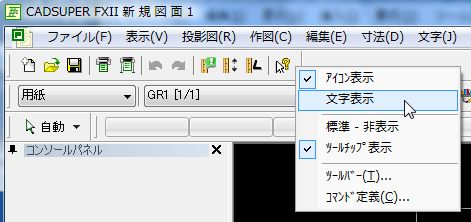 CADSUPER FXII 新規図面1
ファイル(F) 表示(V) 投影図(R) 作図(C) 編集(E) 寸法(D) 文字(J)
ｱｲｺﾝ表示
用紙 GR1 [1/1]
文字表示
自動
標準 - 非表示
コンソールパネル
ﾂｰﾙﾁｯﾌﾟ表示
ﾂｰﾙﾊﾞｰ(T)...
ｺﾏﾝﾄﾞ定義(C)...